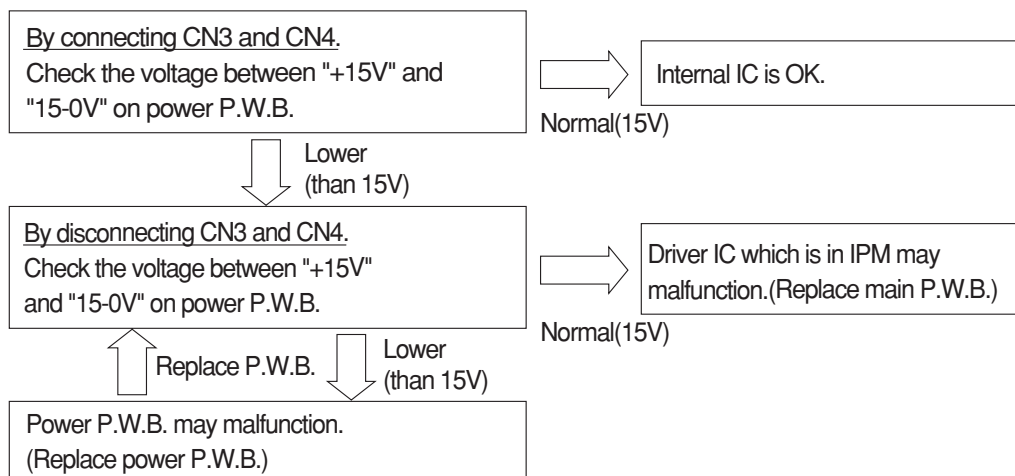 By connecting CN3 and CN4.
Check the voltage between "+15V" and
"15-0V" on power P.W.B.
Internal IC is OK.
Normal(15V)
Lower
(than 15V)
By disconnecting CN3 and CN4.
Check the voltage between "+15V"
and "15-0V" on power P.W.B.
Driver IC which is in IPM may
malfunction.(Replace main P.W.B.)
Normal(15V)
Replace P.W.B.
Lower
(than 15V)
Power P.W.B. may malfunction.
(Replace power P.W.B.)